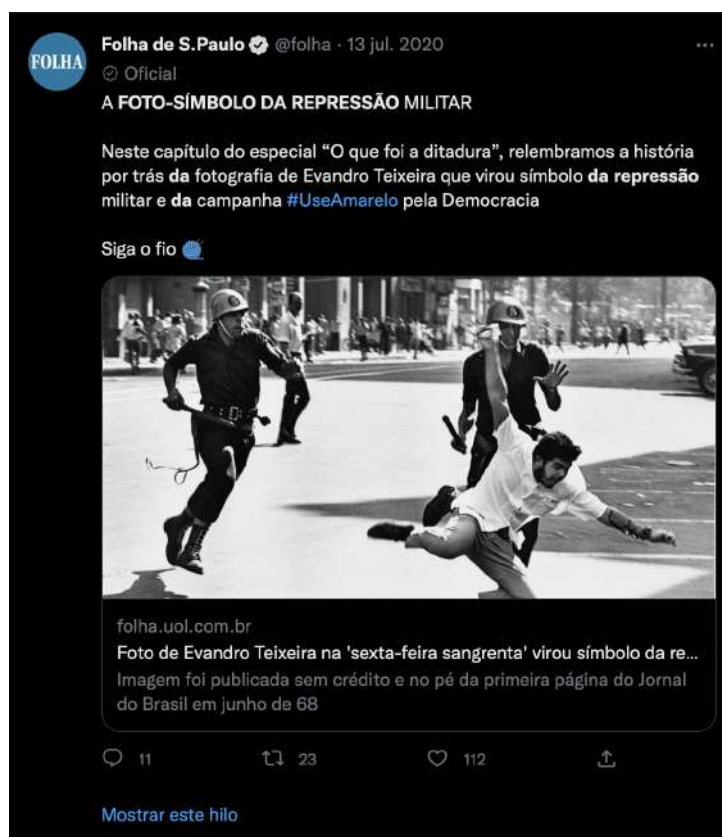 FOLHA
Folha de S.Paulo @folha · 13 jul. 2020
Oficial
A FOTO-SÍMBOLO DA REPRESSÃO MILITAR
Neste capítulo do especial “O que foi a ditadura”, relembramos a história
por trás da fotografia de Evandro Teixeira que virou símbolo da repressão
militar e da campanha #UseAmarelo pela Democracia
Siga o fio
folha.uol.com.br
Foto de Evandro Teixeira na 'sexta-feira sangrenta' virou símbolo da re...
Imagem foi publicada sem crédito e no pé da primeira página do Jornal
do Brasil em junho de 68
11 23 112
Mostrar este hilo